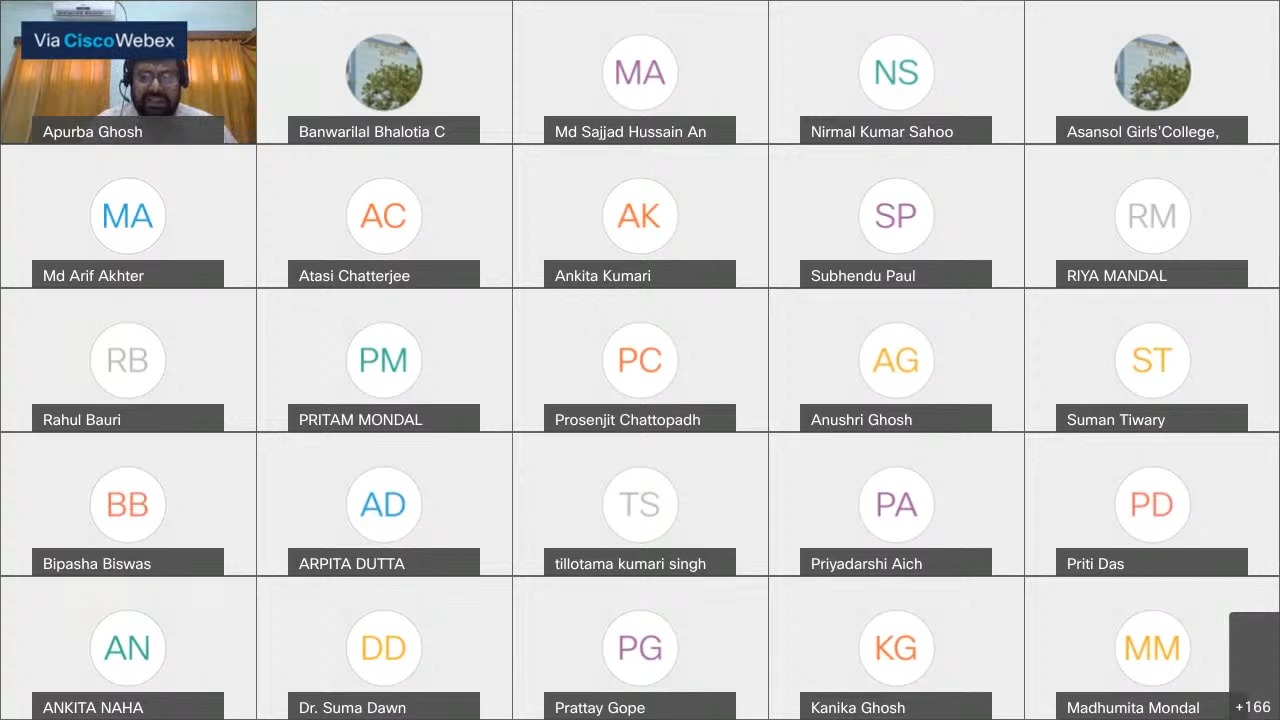 Via CiscoWebex
Apurba Ghosh
Banwarilal Bhalotia C
MA
Md Sajjad Hussain An
NS
Nirmal Kumar Sahoo
Asansol Girls'College,
MA
Md Arif Akhter
AC
Atasi Chatterjee
AK
Ankita Kumari
SP
Subhendu Paul
RM
RIYA MANDAL
RB
Rahul Bauri
PM
PRITAM MONDAL
PC
Prosenjit Chattopadh
AG
Anushri Ghosh
ST
Suman Tiwary
BB
Bipasha Biswas
AD
ARPITA DUTTA
TS
tillotama kumari singh
PA
Priyadarshi Aich
PD
Priti Das
AN
ANKITA NAHA
DD
Dr. Suma Dawn
PG
Prattay Gope
KG
Kanika Ghosh
MM
Madhumita Mondal
+166